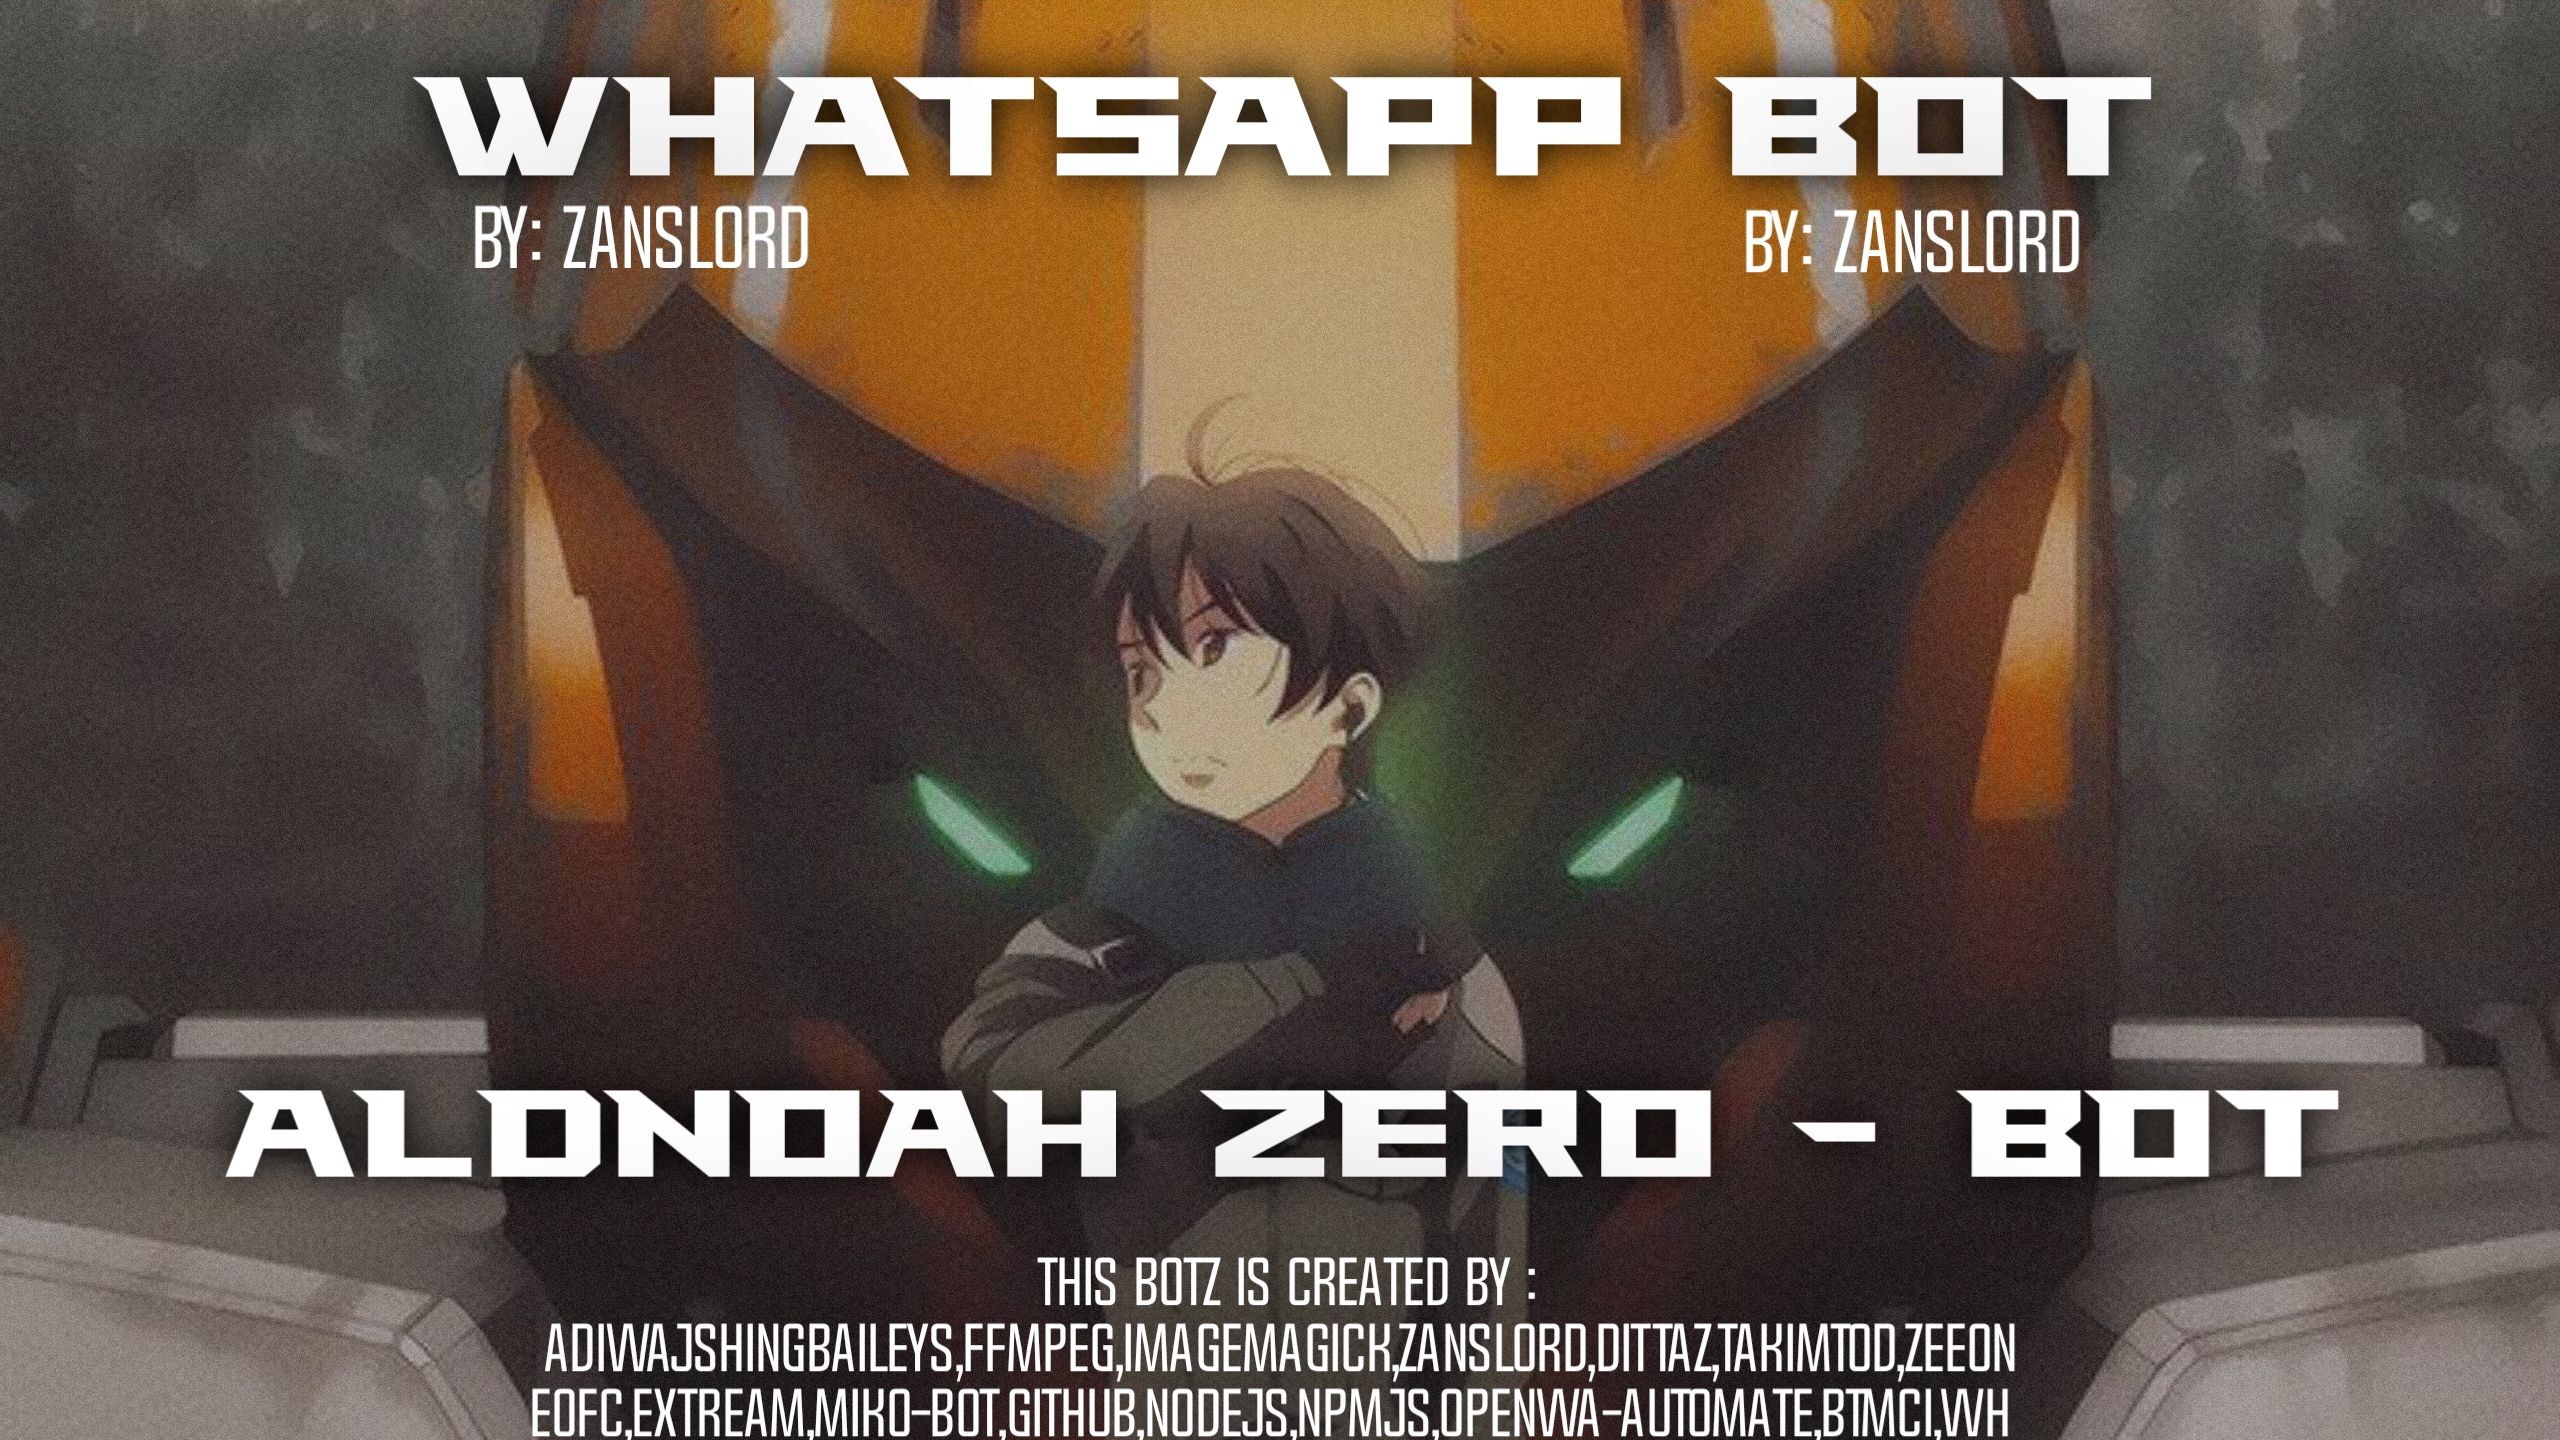 WHATSAPP BOT
BY: ZANSLORD BY: ZANSLORD
ALDNOAH ZERO - BOT
THIS BOTZ IS CREATED BY :
ADIWAJSHINGBAILEYS,FFMPEG,IMAGEMAGICK,ZANSLORD,DITTAZ,TAKIMTOD,ZEEON
EOFC,EXTREAM,MIKO-BOT,GITHUB,NODEJS,NPMJS,OPENWA-AUTOMATE,BTMCI,WH